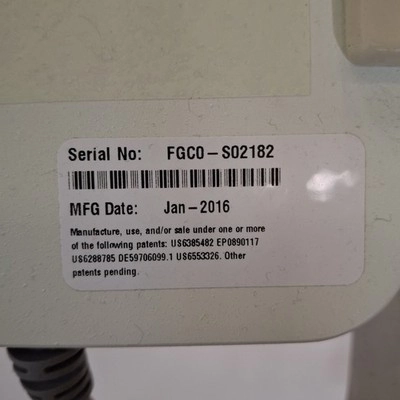 Serial No: FGC0-S02182
MFG Date: Jan-2016
Manufacture, use, and/or sale under one or more
of the following patents: US6385482 EP0890117
US6288785 DE59706099.1 US6553326. Other
patents pending.